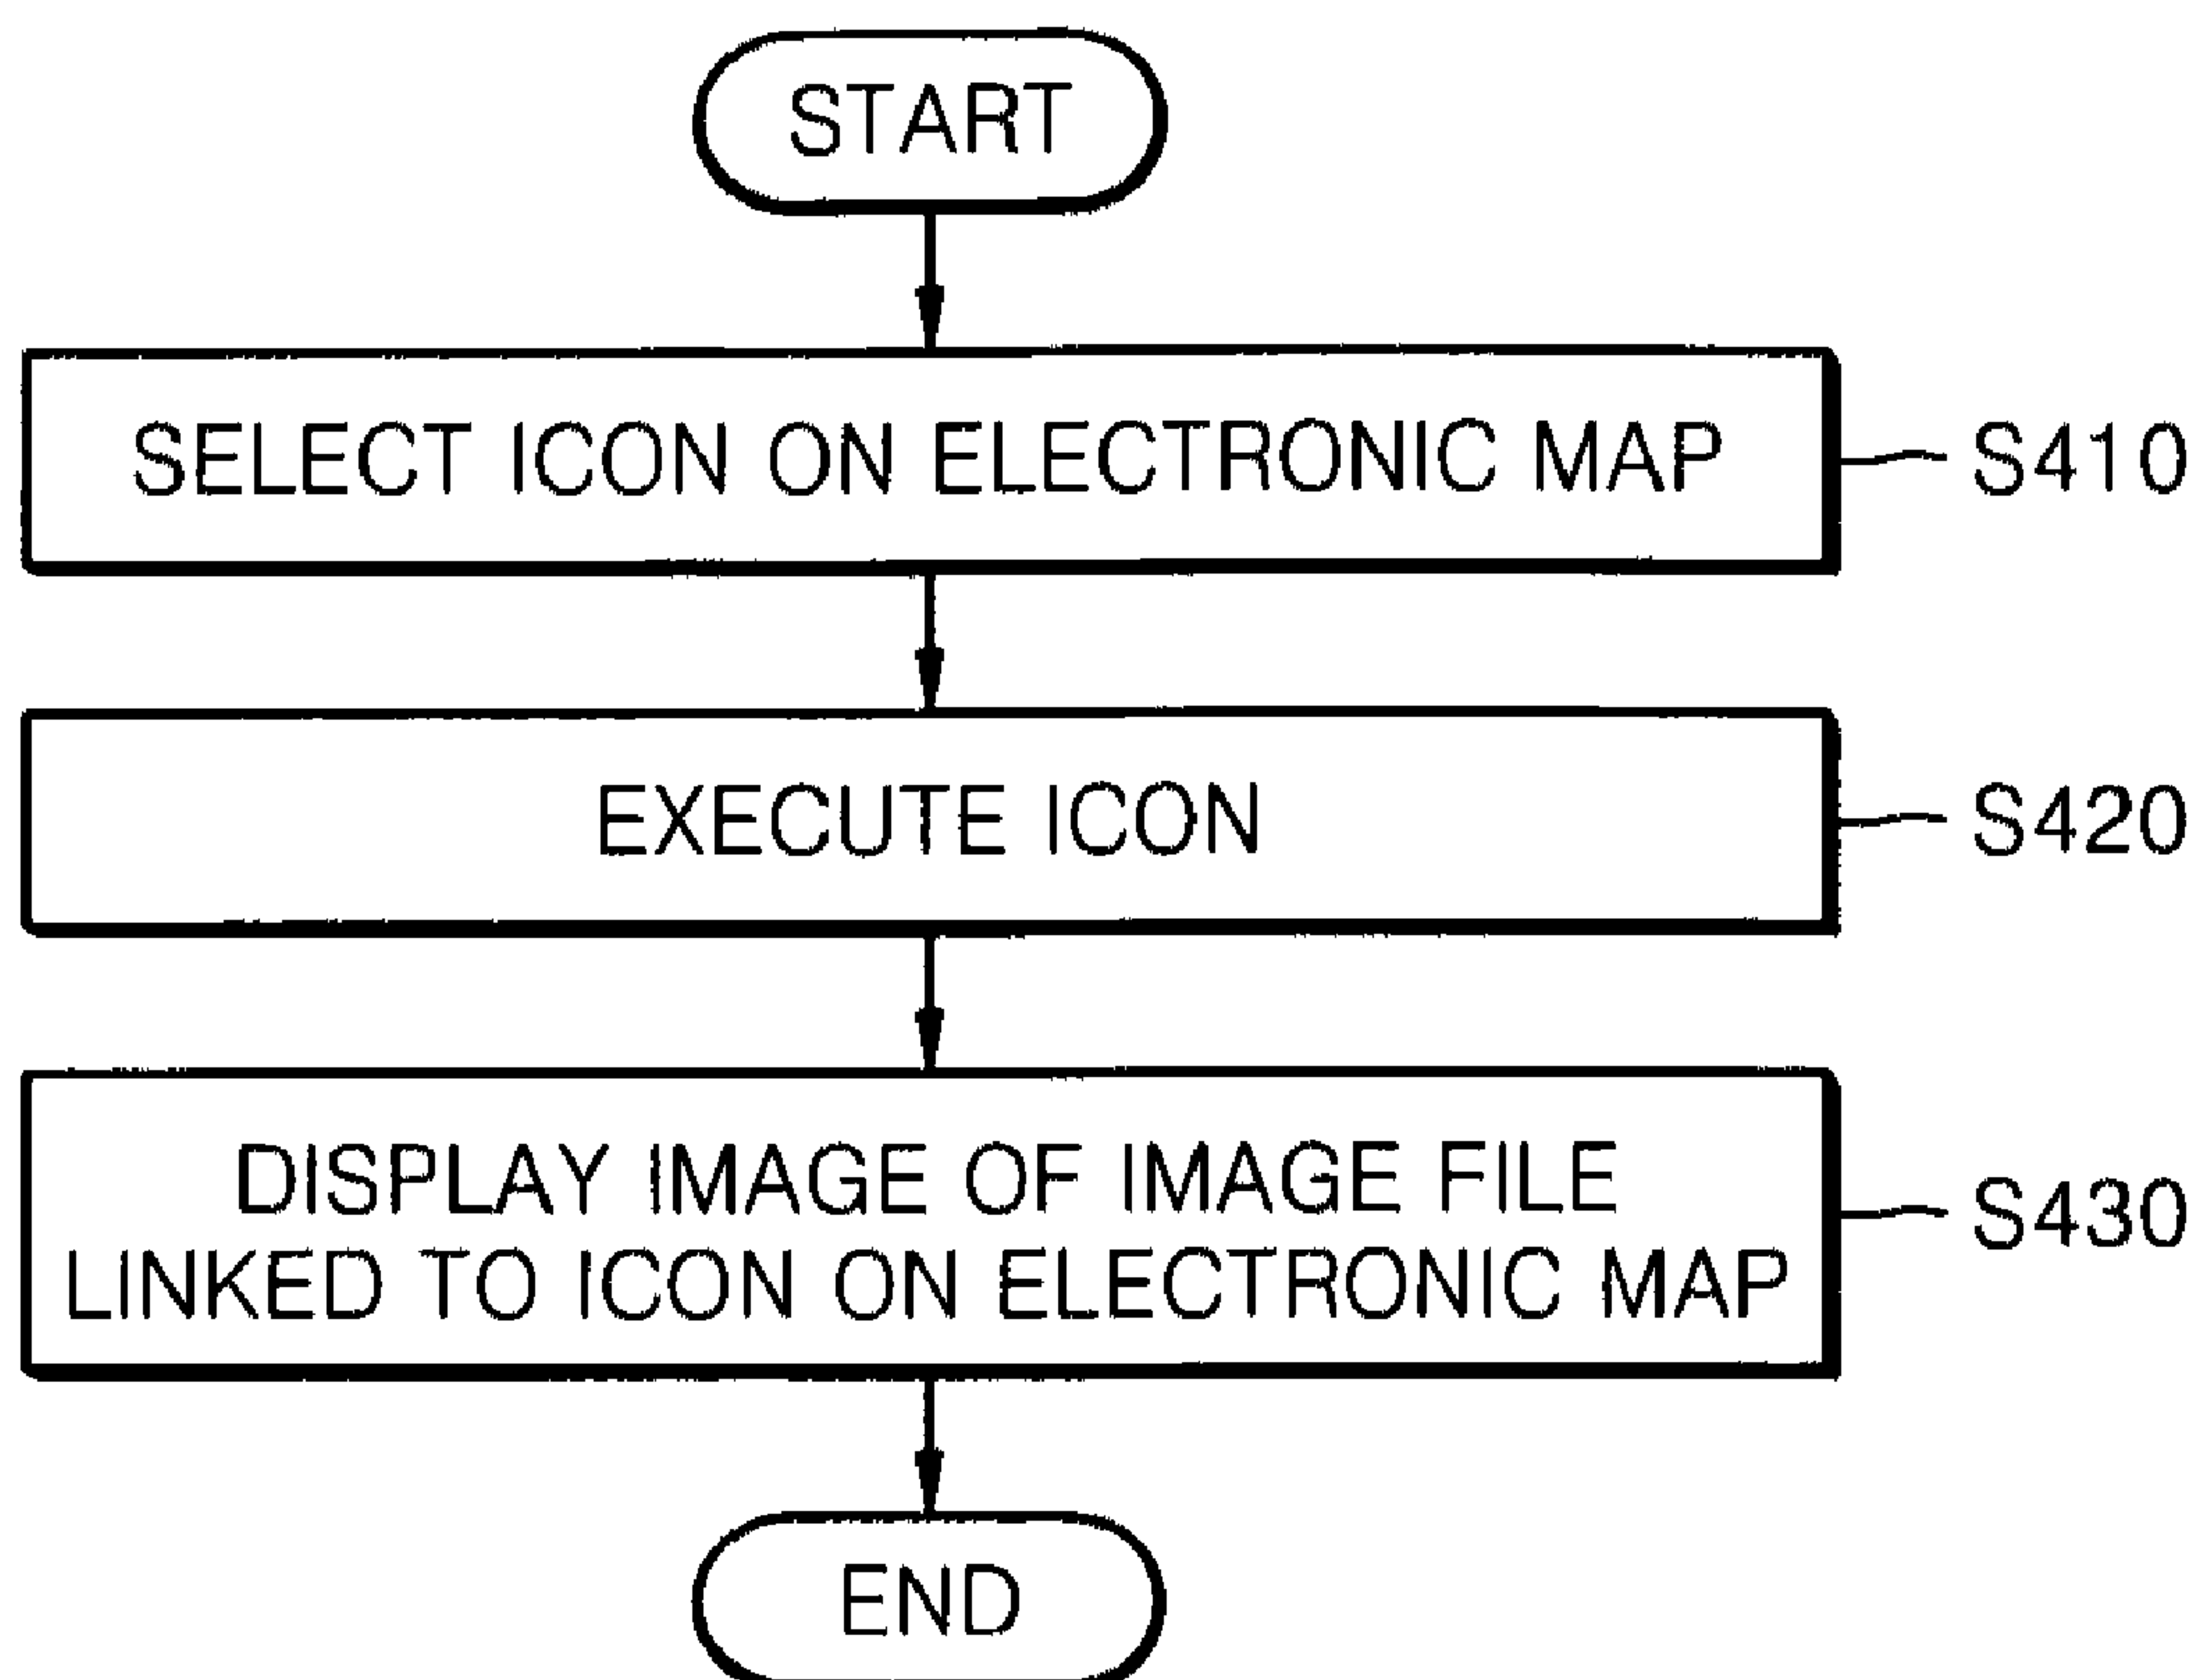 START
SELECT ICON ON ELECTRONIC MAP
S410
EXECUTE ICON
S420
DISPLAY IMAGE OF IMAGE FILE
LINKED TO ICON ON ELECTRONIC MAP
S430
END